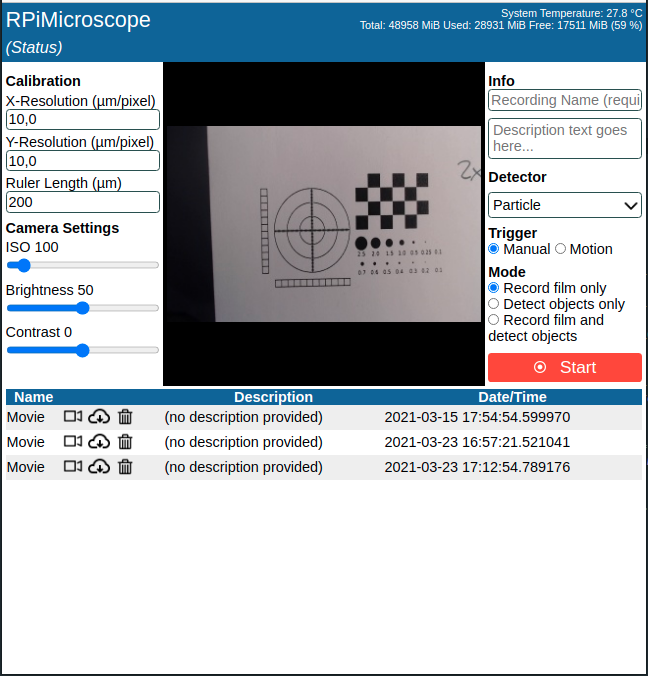 RPiMicroscope
(Status)
System Temperature: 27.8 °C
Total: 48958 MiB Used: 28931 MiB Free: 17511 MiB (59 %)
Calibration
X-Resolution (µm/pixel)
10,0
Y-Resolution (µm/pixel)
10,0
Ruler Length (µm)
200
Camera Settings
ISO 100
Brightness 50
Contrast 0
2x
2.5 2.0 1.5 1.0 0.5 0.25 0.1
0.7 0.6 0.5 0.4 0.3 0.2 0.1
Info
Recording Name (requi
Description text goes
here...
Detector
Particle
Trigger
Manual Motion
Mode
Record film only
Detect objects only
Record film and
detect objects
Start
Name Description Date/Time
Movie (no description provided) 2021-03-15 17:54:54.599970
Movie (no description provided) 2021-03-23 16:57:21.521041
Movie (no description provided) 2021-03-23 17:12:54.789176